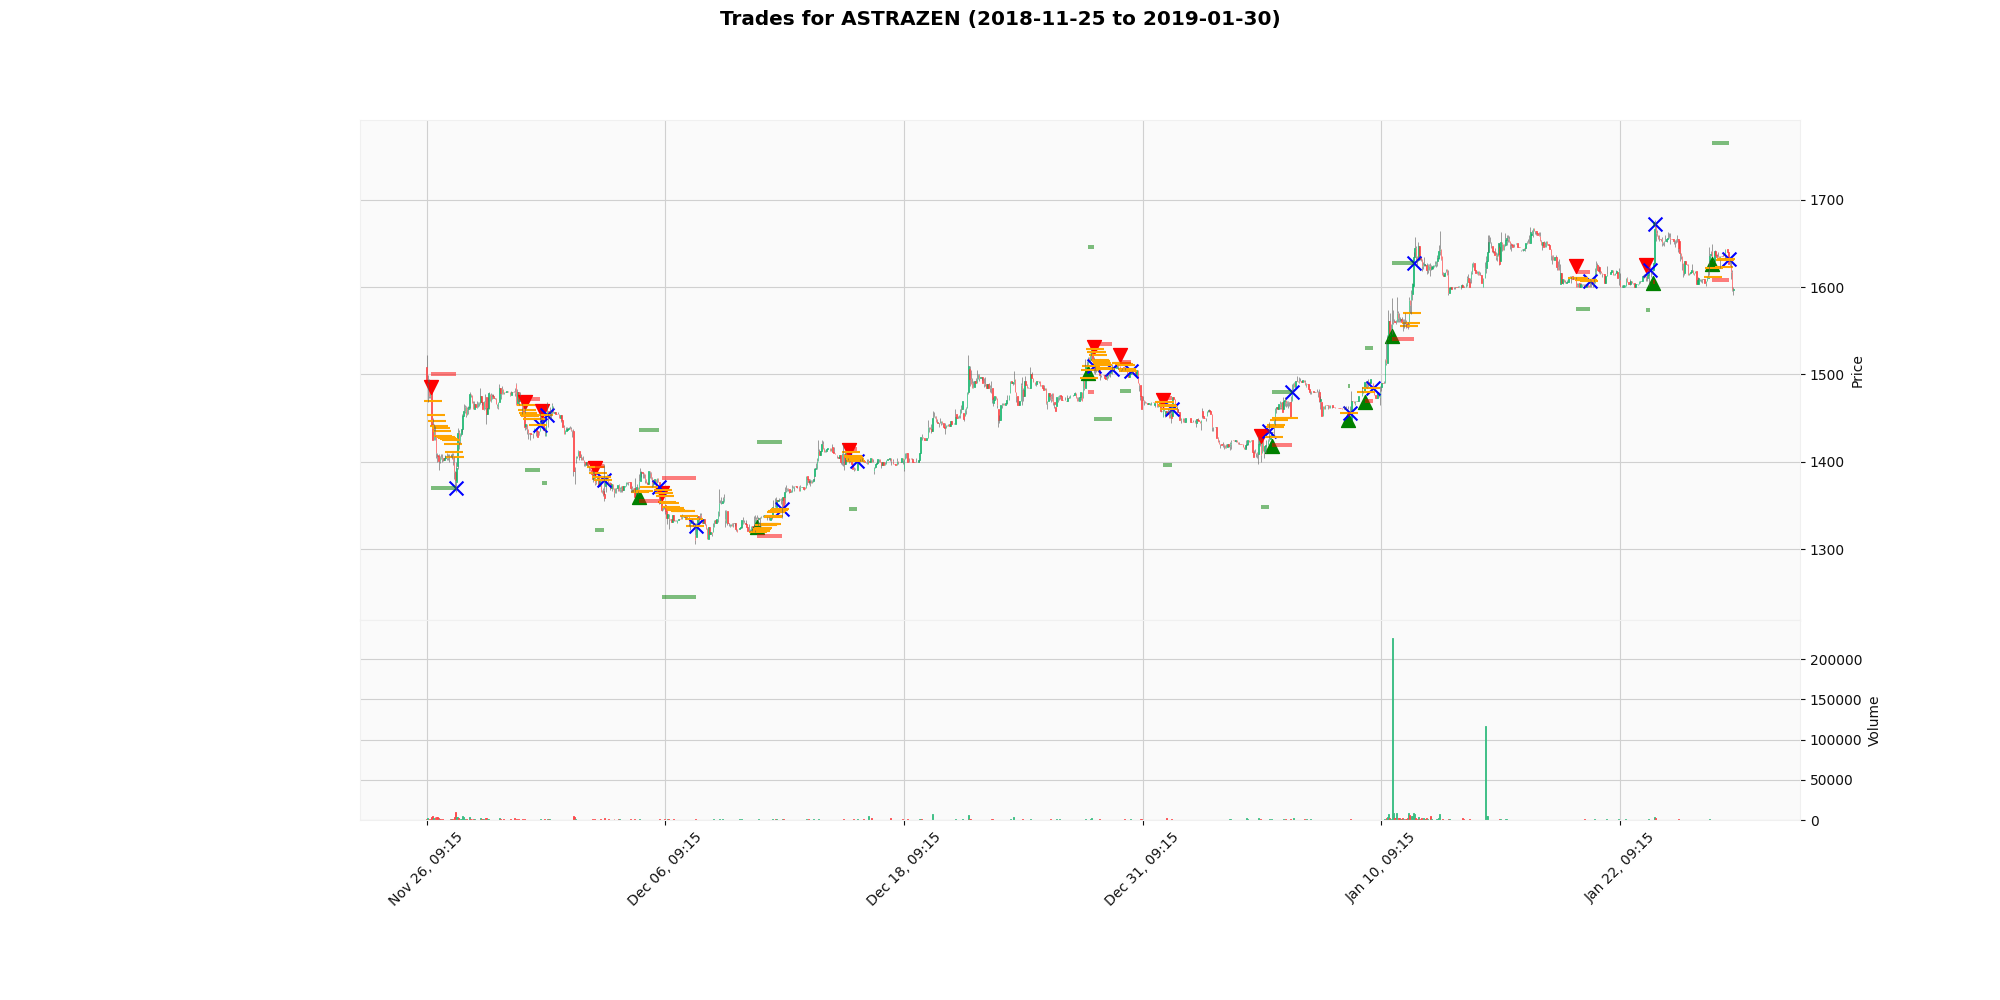 Trades for ASTRAZEN (2018-11-25 to 2019-01-30)
1700
1600
1500
1400
1300
Price
200000
150000
100000
50000
0
Volume
Nov 26, 09:15
Dec 06, 09:15
Dec 18, 09:15
Dec 31, 09:15
Jan 10, 09:15
Jan 22, 09:15